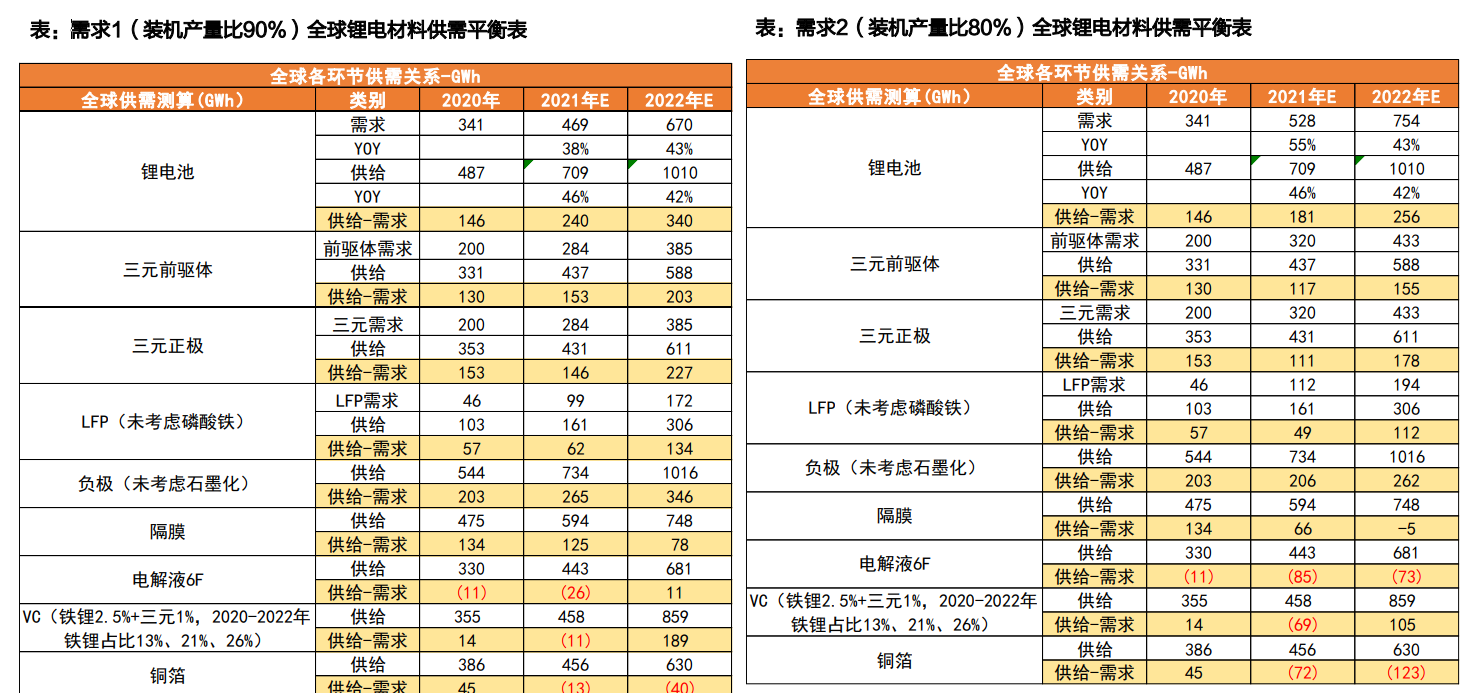 表：需求1（装机产量比90%）全球锂电材料供需平衡表
全球各环节供需关系-GWh
全球供需测算(GWh) 类别 2020年 2021年E 2022年E
锂电池
需求 341 469 670
YOY 38% 43%
供给 487 709 1010
YOY 46% 42%
供给-需求 146 240 340
三元前驱体
前驱体需求 200 284 385
供给 331 437 588
供给-需求 130 153 203
三元正极
三元需求 200 284 385
供给 353 431 611
供给-需求 153 146 227
LFP（未考虑磷酸铁）
LFP需求 46 99 172
供给 103 161 306
供给-需求 57 62 134
负极（未考虑石墨化）
供给 544 734 1016
供给-需求 203 265 346
隔膜
供给 475 594 748
供给-需求 134 125 78
电解液6F
供给 330 443 681
供给-需求 (11) (26) 11
VC（铁锂2.5%+三元1%，2020-2022年
铁锂占比13%、21%、26%）
供给 355 458 859
供给-需求 14 (11) 189
铜箔
供给 386 456 630
供给-需求 45 (13) (40)
表：需求2（装机产量比80%）全球锂电材料供需平衡表
全球各环节供需关系-GWh
全球供需测算(GWh) 类别 2020年 2021年E 2022年E
锂电池
需求 341 528 754
YOY 55% 43%
供给 487 709 1010
YOY 46% 42%
供给-需求 146 181 256
三元前驱体
前驱体需求 200 320 433
供给 331 437 588
供给-需求 130 117 155
三元正极
三元需求 200 320 433
供给 353 431 611
供给-需求 153 111 178
LFP（未考虑磷酸铁）
LFP需求 46 112 194
供给 103 161 306
供给-需求 57 49 112
负极（未考虑石墨化）
供给 544 734 1016
供给-需求 203 206 262
隔膜
供给 475 594 748
供给-需求 134 66 -5
电解液6F
供给 330 443 681
供给-需求 (11) (85) (73)
VC（铁锂2.5%+三元1%，2020-2022年
铁锂占比13%、21%、26%）
供给 355 458 859
供给-需求 14 (69) 105
铜箔
供给 386 456 630
供给-需求 45 (72) (123)